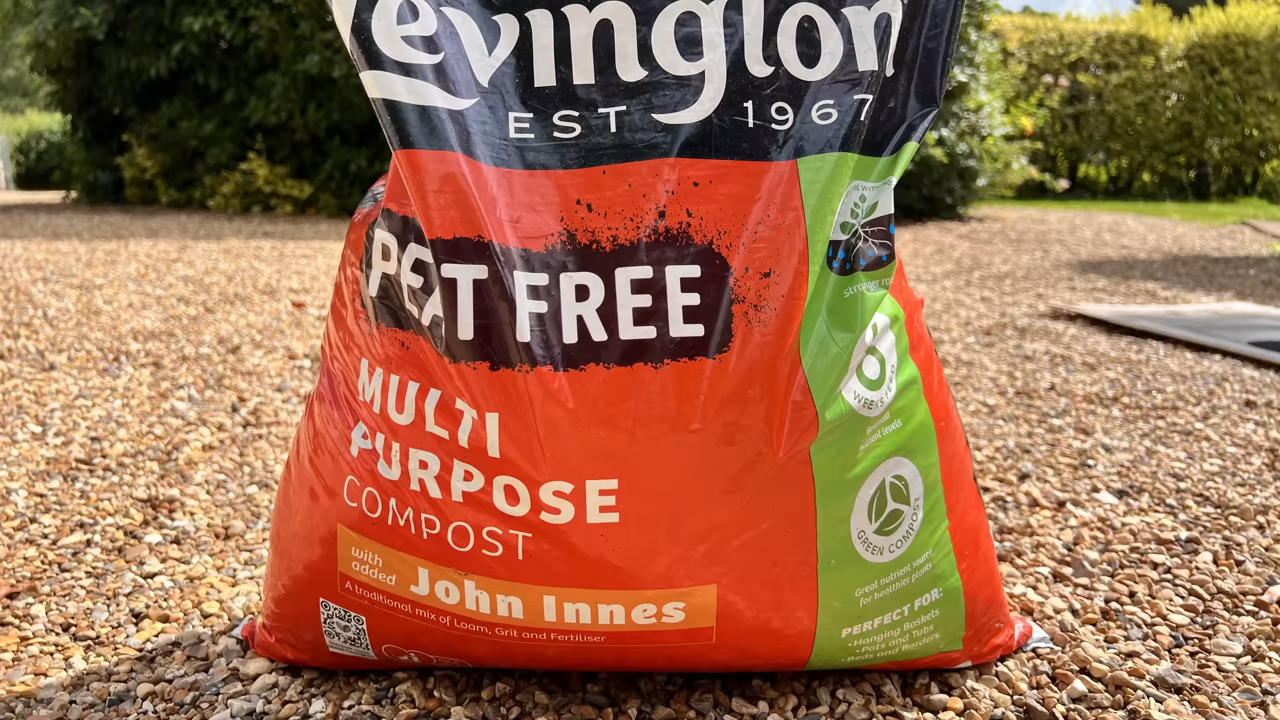 Levington
EST 1967
PEAT FREE
MULTI
PURPOSE
COMPOST
with
added
John Innes
A traditional mix of Loam, Grit and Fertiliser
stronger
6
WEEKS FEED
Balanced
nutrient levels
GREEN COMPOST
Great nutrient source
for healthier plants
PERFECT FOR:
•Hanging Baskets
•Pots and Tubs
•Beds and Borders